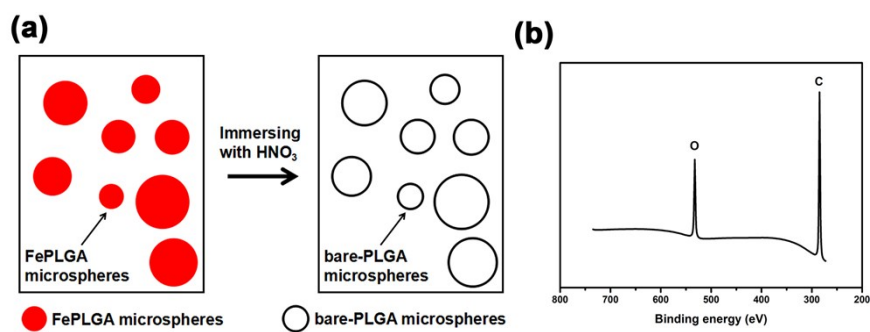 (a)
Immersing
with HNO₃
FePLGA
microspheres
bare-PLGA
microspheres
FePLGA microspheres
bare-PLGA microspheres
(b)
C
O
800 700 600 500 400 300 200
Binding energy (eV)